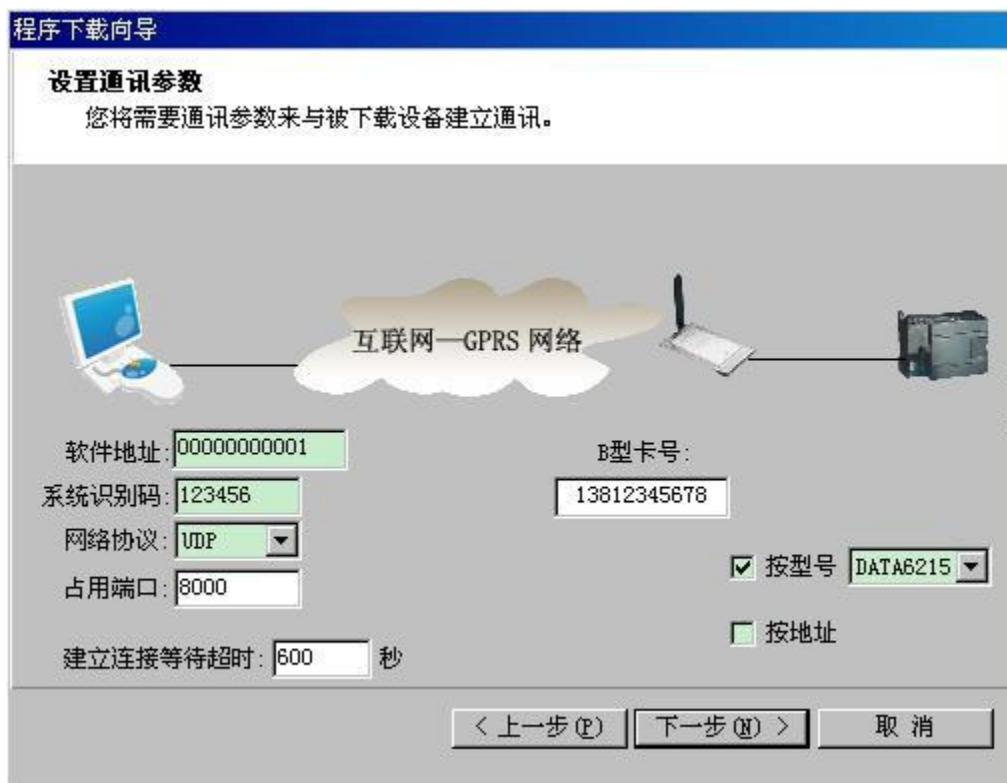 程序下载向导
设置通讯参数
您将需要通讯参数来与被下载设备建立通讯。
互联网—GPRS 网络
软件地址: 00000000001
B型卡号:
系统识别码: 123456
13812345678
网络协议: UDP
按型号 DATA6215
占用端口: 8000
按地址
建立连接等待超时: 600 秒
< 上一步(P)
下一步(N) >
取 消